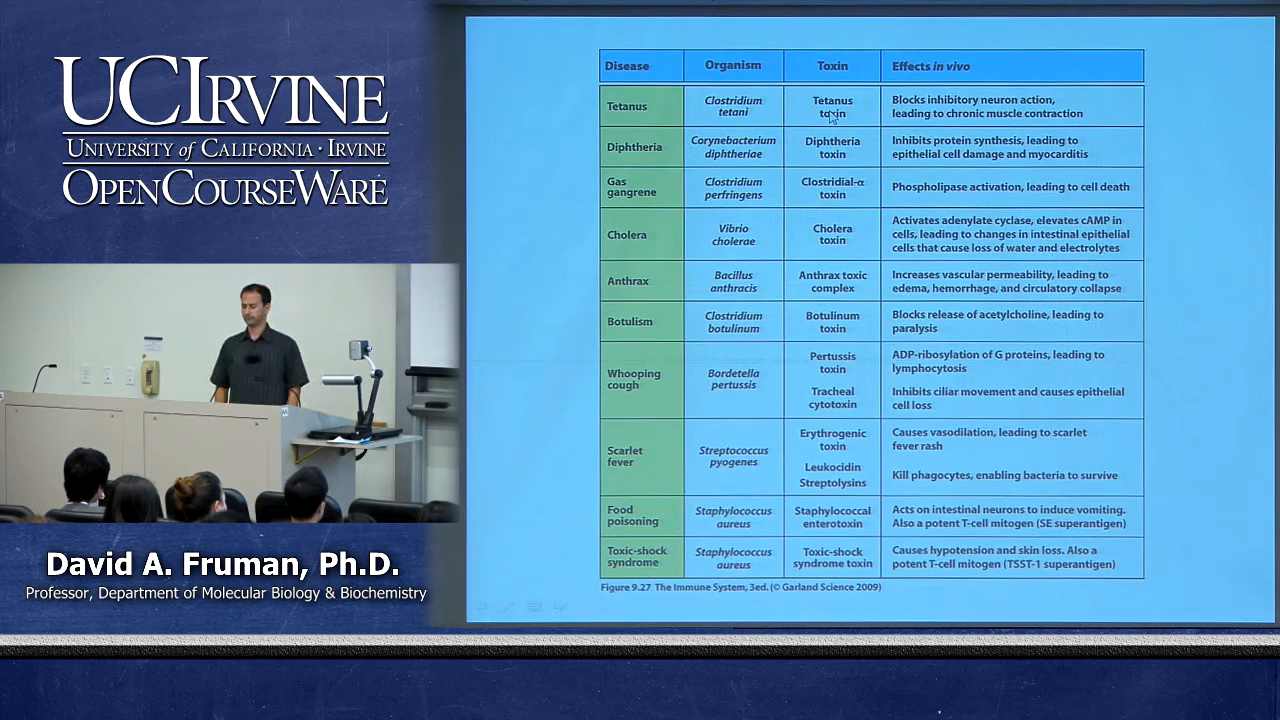 UCIRVINE
UNIVERSITY of CALIFORNIA · IRVINE
OPENCOURSEWARE
David A. Fruman, Ph.D.
Professor, Department of Molecular Biology & Biochemistry
Disease Organism Toxin Effects in vivo
Tetanus
Clostridium
tetani
Tetanus
toxin
Blocks inhibitory neuron action,
leading to chronic muscle contraction
Diphtheria
Corynebacterium
diphtheriae
Diphtheria
toxin
Inhibits protein synthesis, leading to
epithelial cell damage and myocarditis
Gas
gangrene
Clostridium
perfringens
Clostridial-α
toxin
Phospholipase activation, leading to cell death
Cholera
Vibrio
cholerae
Cholera
toxin
Activates adenylate cyclase, elevates cAMP in
cells, leading to changes in intestinal epithelial
cells that cause loss of water and electrolytes
Anthrax
Bacillus
anthracis
Anthrax toxic
complex
Increases vascular permeability, leading to
edema, hemorrhage, and circulatory collapse
Botulism
Clostridium
botulinum
Botulinum
toxin
Blocks release of acetylcholine, leading to
paralysis
Whooping
cough
Bordetella
pertussis
Pertussis
toxin
ADP-ribosylation of G proteins, leading to
lymphocytosis
Tracheal
cytotoxin
Inhibits ciliar movement and causes epithelial
cell loss
Scarlet
fever
Streptococcus
pyogenes
Erythrogenic
toxin
Causes vasodilation, leading to scarlet
fever rash
Leukocidin
Streptolysins
Kill phagocytes, enabling bacteria to survive
Food
poisoning
Staphylococcus
aureus
Staphylococcal
enterotoxin
Acts on intestinal neurons to induce vomiting.
Also a potent T-cell mitogen (SE superantigen)
Toxic-shock
syndrome
Staphylococcus
aureus
Toxic-shock
syndrome toxin
Causes hypotension and skin loss. Also a
potent T-cell mitogen (TSST-1 superantigen)
Figure 9.27 The Immune System, 3ed. (© Garland Science 2009)